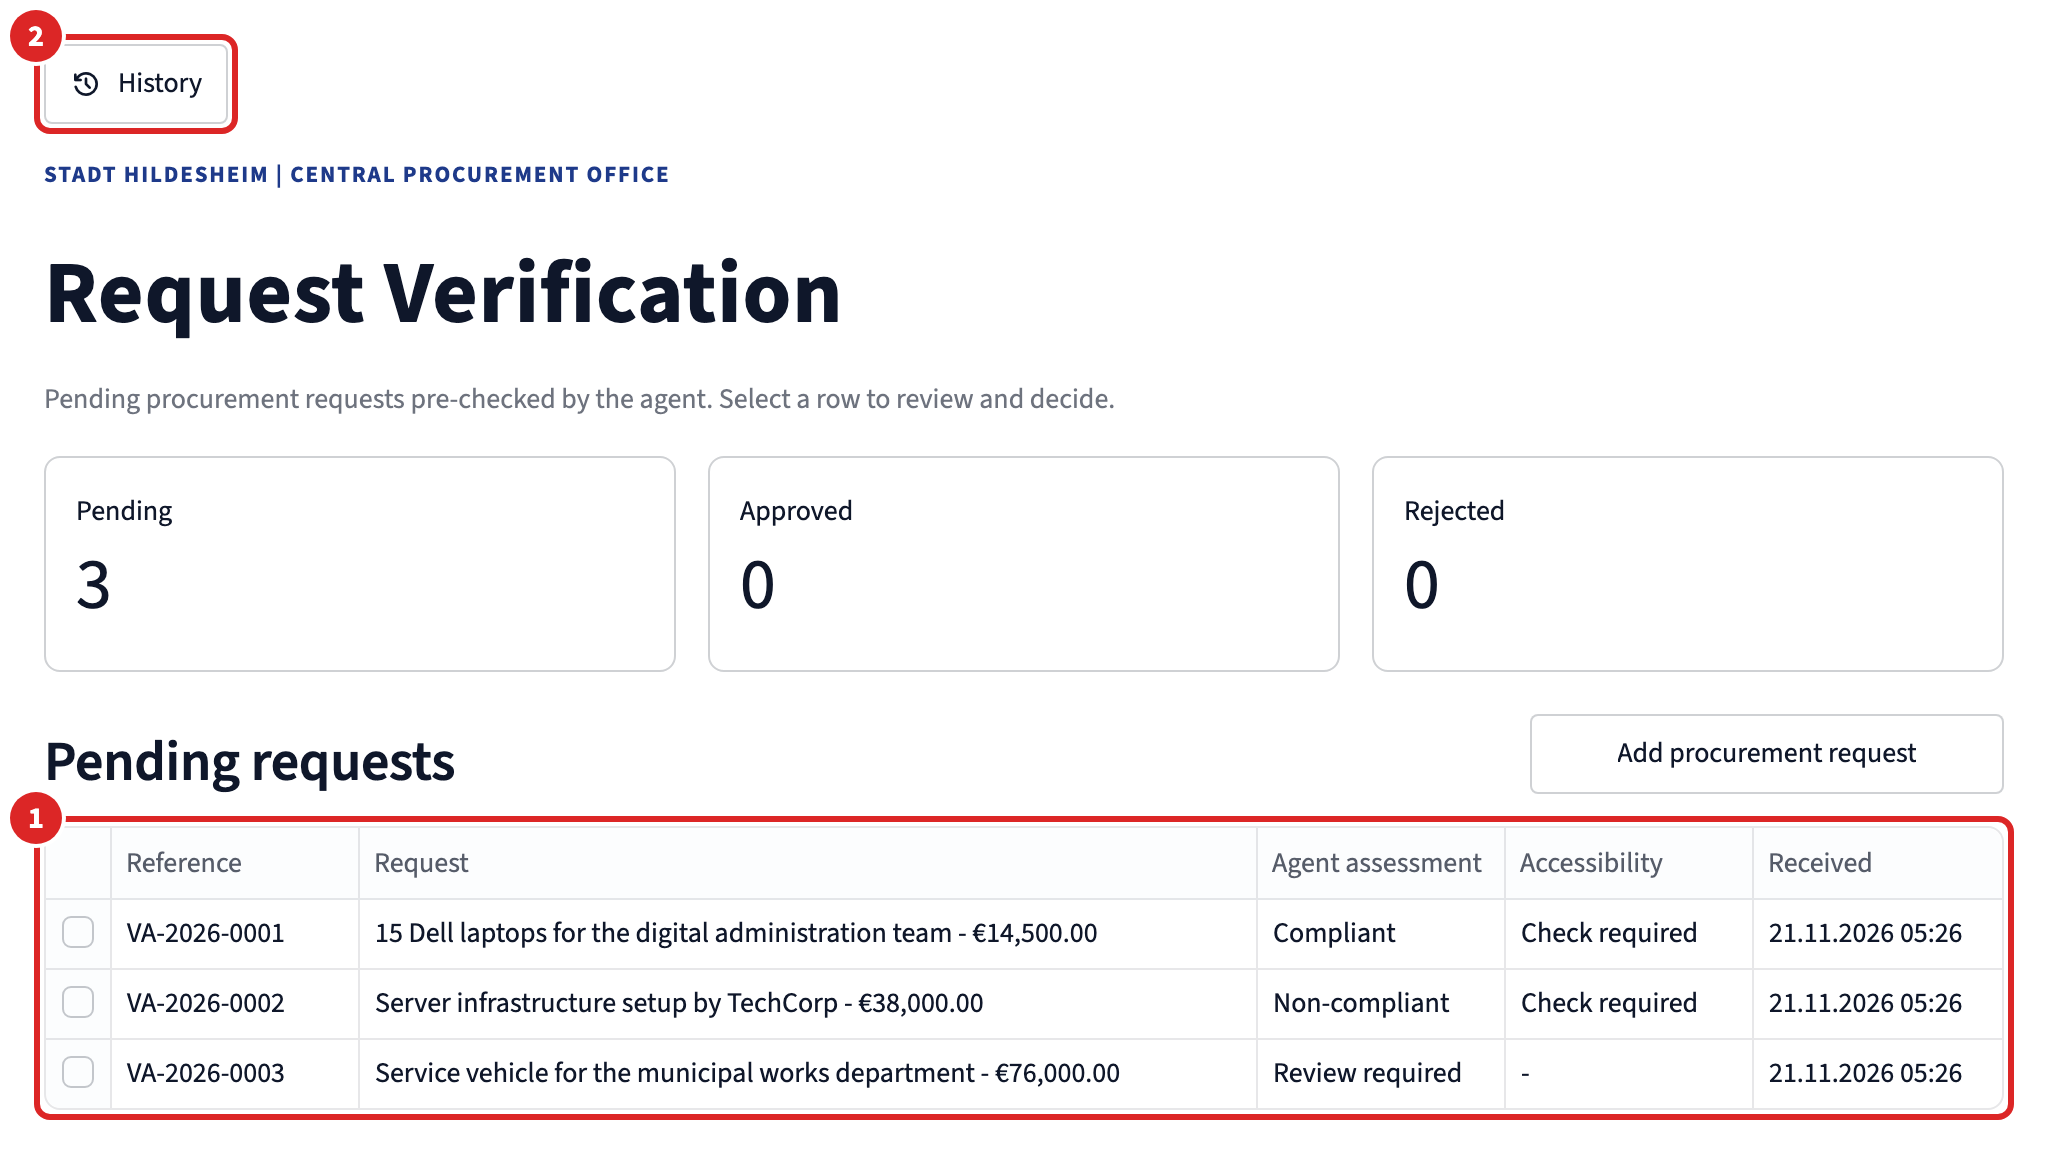 2
History
STADT HILDESHEIM | CENTRAL PROCUREMENT OFFICE
Request Verification
Pending procurement requests pre-checked by the agent. Select a row to review and decide.
Pending Approved Rejected
3 0 0
Pending requests Add procurement request
1
Reference Request Agent assessment Accessibility Received
VA-2026-0001 15 Dell laptops for the digital administration team - €14,500.00 Compliant Check required 21.11.2026 05:26
VA-2026-0002 Server infrastructure setup by TechCorp - €38,000.00 Non-compliant Check required 21.11.2026 05:26
VA-2026-0003 Service vehicle for the municipal works department - €76,000.00 Review required - 21.11.2026 05:26